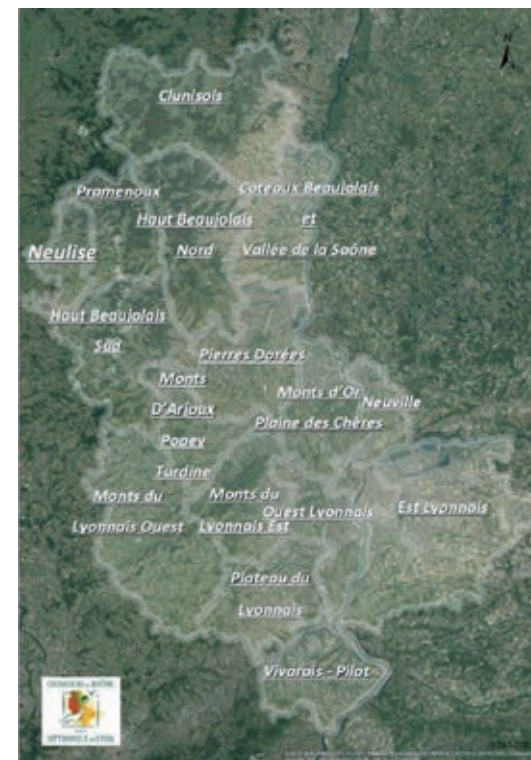 N
Clunisois
Pramenoux
Coteaux Beaujolais
Haut Beaujolais
et
Neulise
Nord
Vallée de la Saône
Haut Beaujolais
Sud
Pierres Dorées
Monts
Monts d'Or
Neuville
D'Arjoux
Plaine des Chères
Popey
Turdine
Monts du
Lyonnais Ouest
Monts du
Lyonnais Est
Ouest Lyonnais
Est Lyonnais
Plateau du
Lyonnais
Vivarais - Pilat